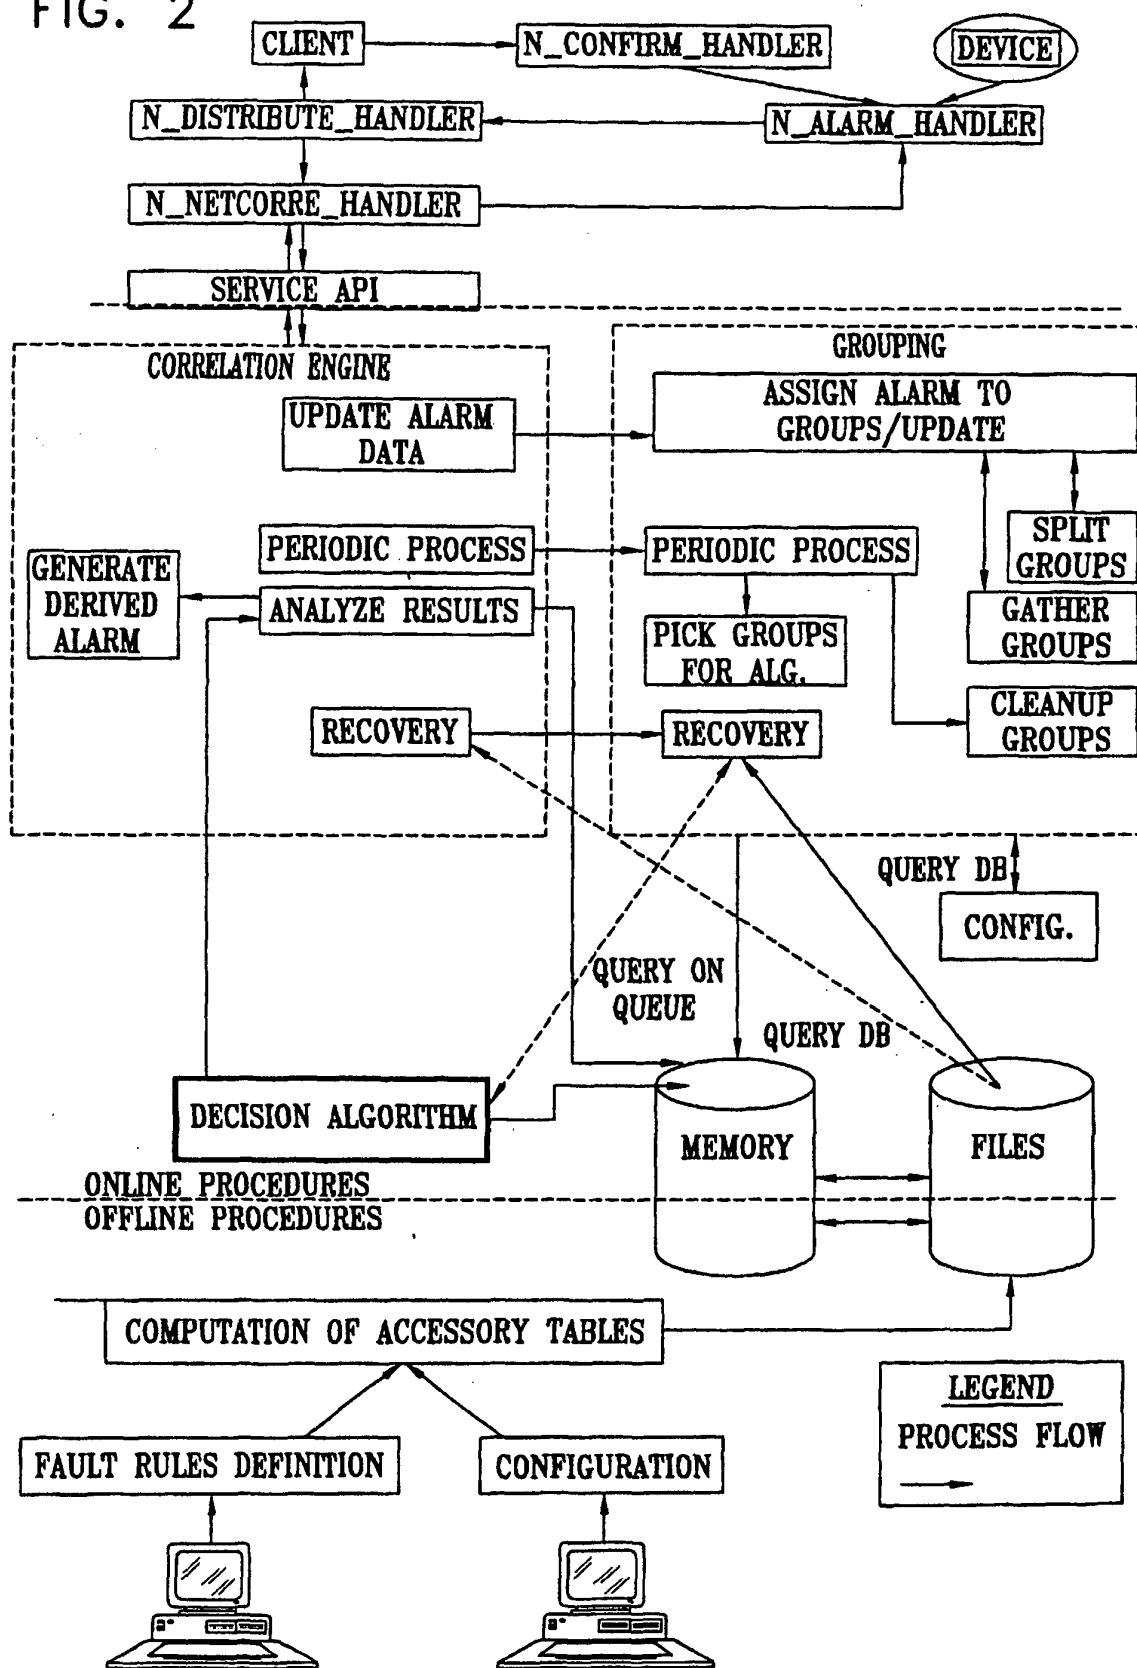 FIG. 2
CLIENT
N_CONFIRM_HANDLER
DEVICE
N_DISTRIBUTE_HANDLER
N_ALARM_HANDLER
N_NETCORRE_HANDLER
SERVICE API
CORRELATION ENGINE
UPDATE ALARM
DATA
PERIODIC PROCESS
GENERATE
DERIVED
ALARM
ANALYZE RESULTS
RECOVERY
GROUPING
ASSIGN ALARM TO
GROUPS/UPDATE
SPLIT
GROUPS
PERIODIC PROCESS
GATHER
GROUPS
PICK GROUPS
FOR ALG.
CLEANUP
GROUPS
RECOVERY
QUERY DB
CONFIG.
QUERY ON
QUEUE
QUERY DB
DECISION ALGORITHM
MEMORY
FILES
ONLINE PROCEDURES
OFFLINE PROCEDURES
COMPUTATION OF ACCESSORY TABLES
FAULT RULES DEFINITION
CONFIGURATION
LEGEND
PROCESS FLOW